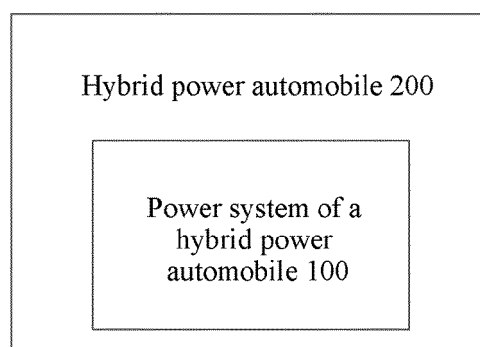 Hybrid power automobile 200
Power system of a
hybrid power
automobile 100